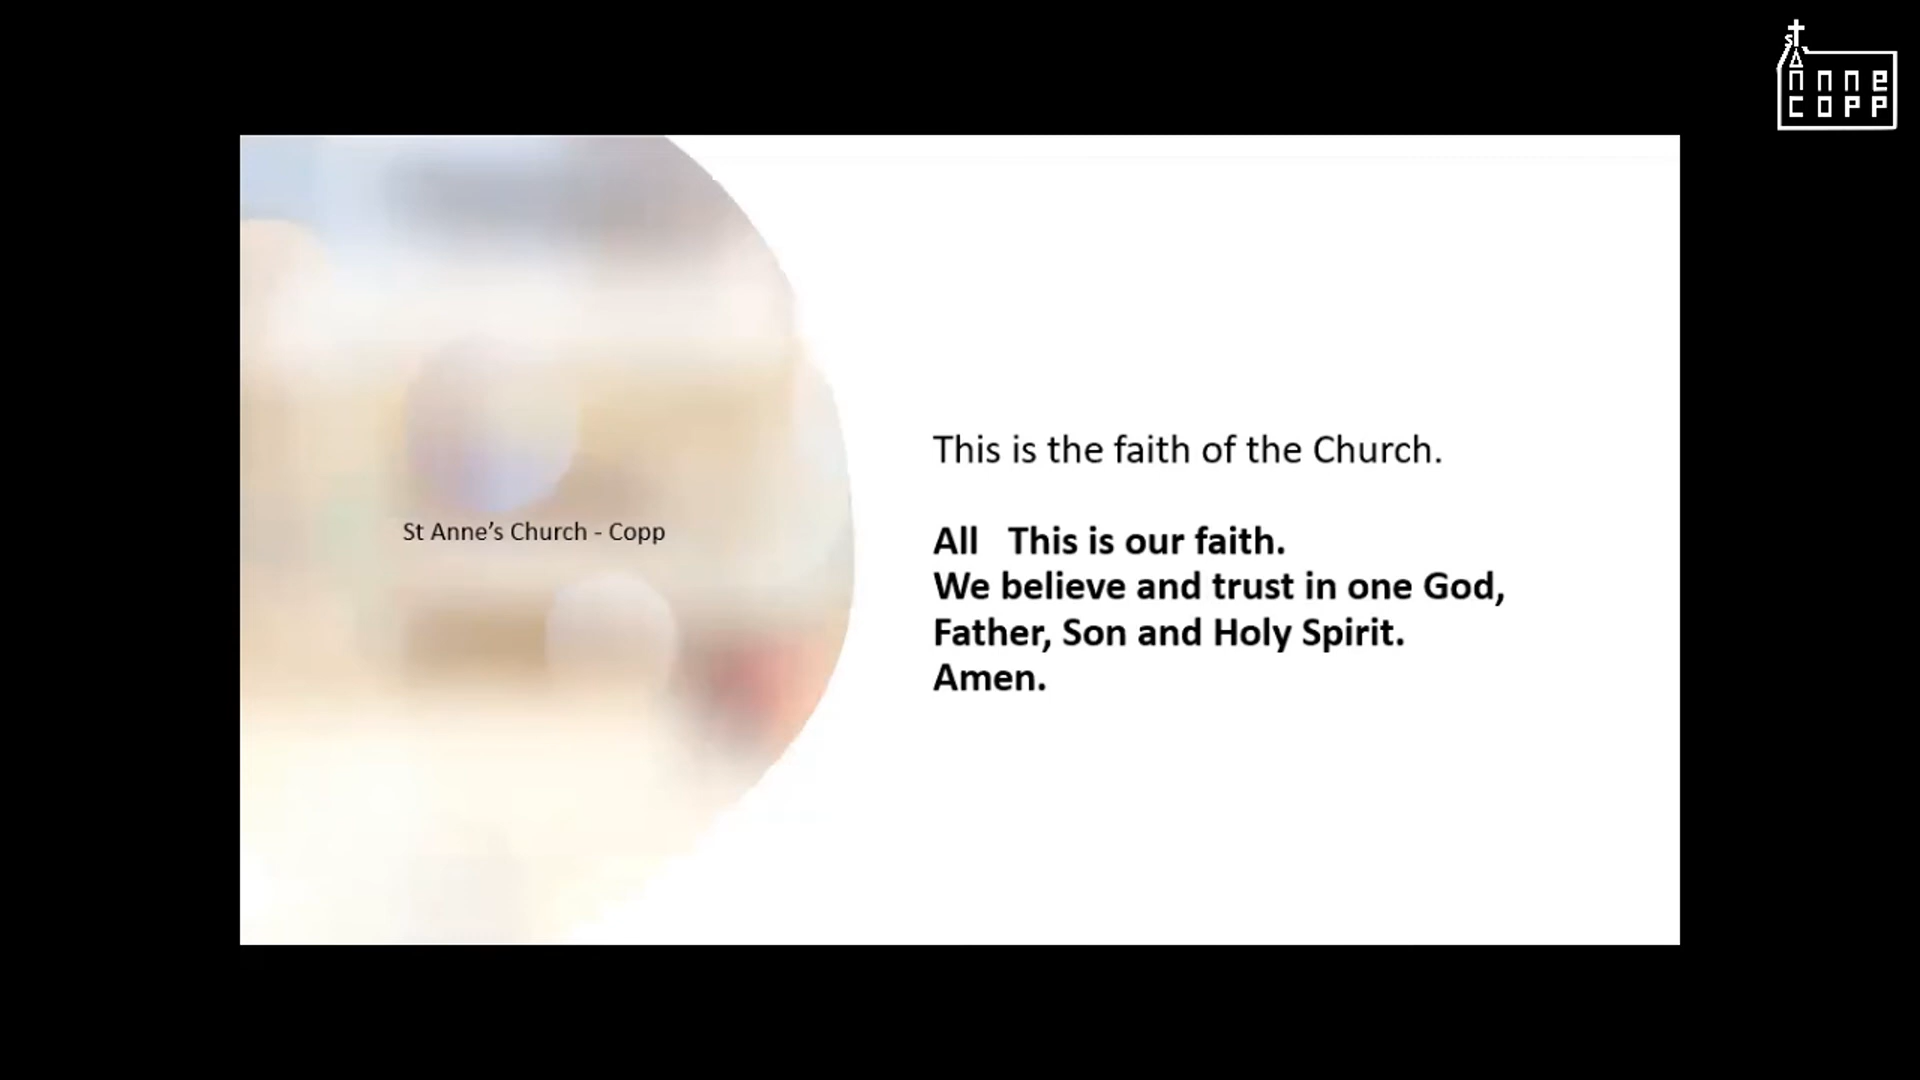 St
Anne
COPP
St Anne’s Church - Copp
This is the faith of the Church.
All   This is our faith.
We believe and trust in one God,
Father, Son and Holy Spirit.
Amen.